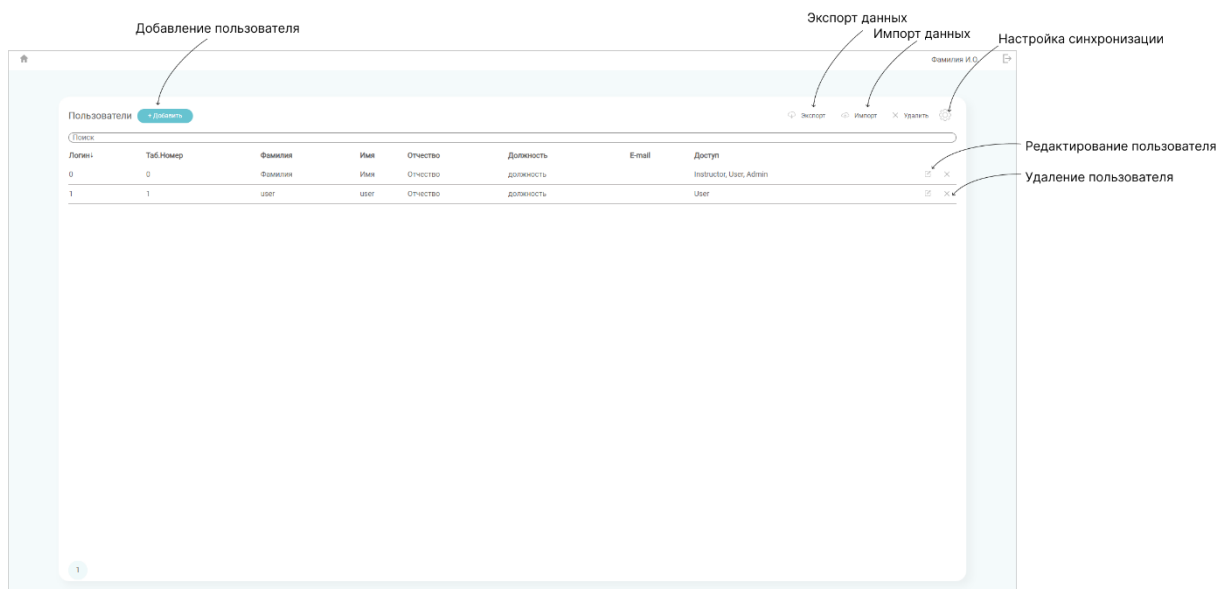 Экспорт данных
Добавление пользователя
Импорт данных
Настройка синхронизации
Фамилия И.О.
Пользователи + Добавить Экспорт Импорт Удалить
Поиск
Логин↓ Таб.Номер Фамилия Имя Отчество Должность E-mail Доступ
Редактирование пользователя
0 0 Фамилия Имя Отчество должность Instructor, User, Admin
Удаление пользователя
1 1 user user Отчество должность User
1